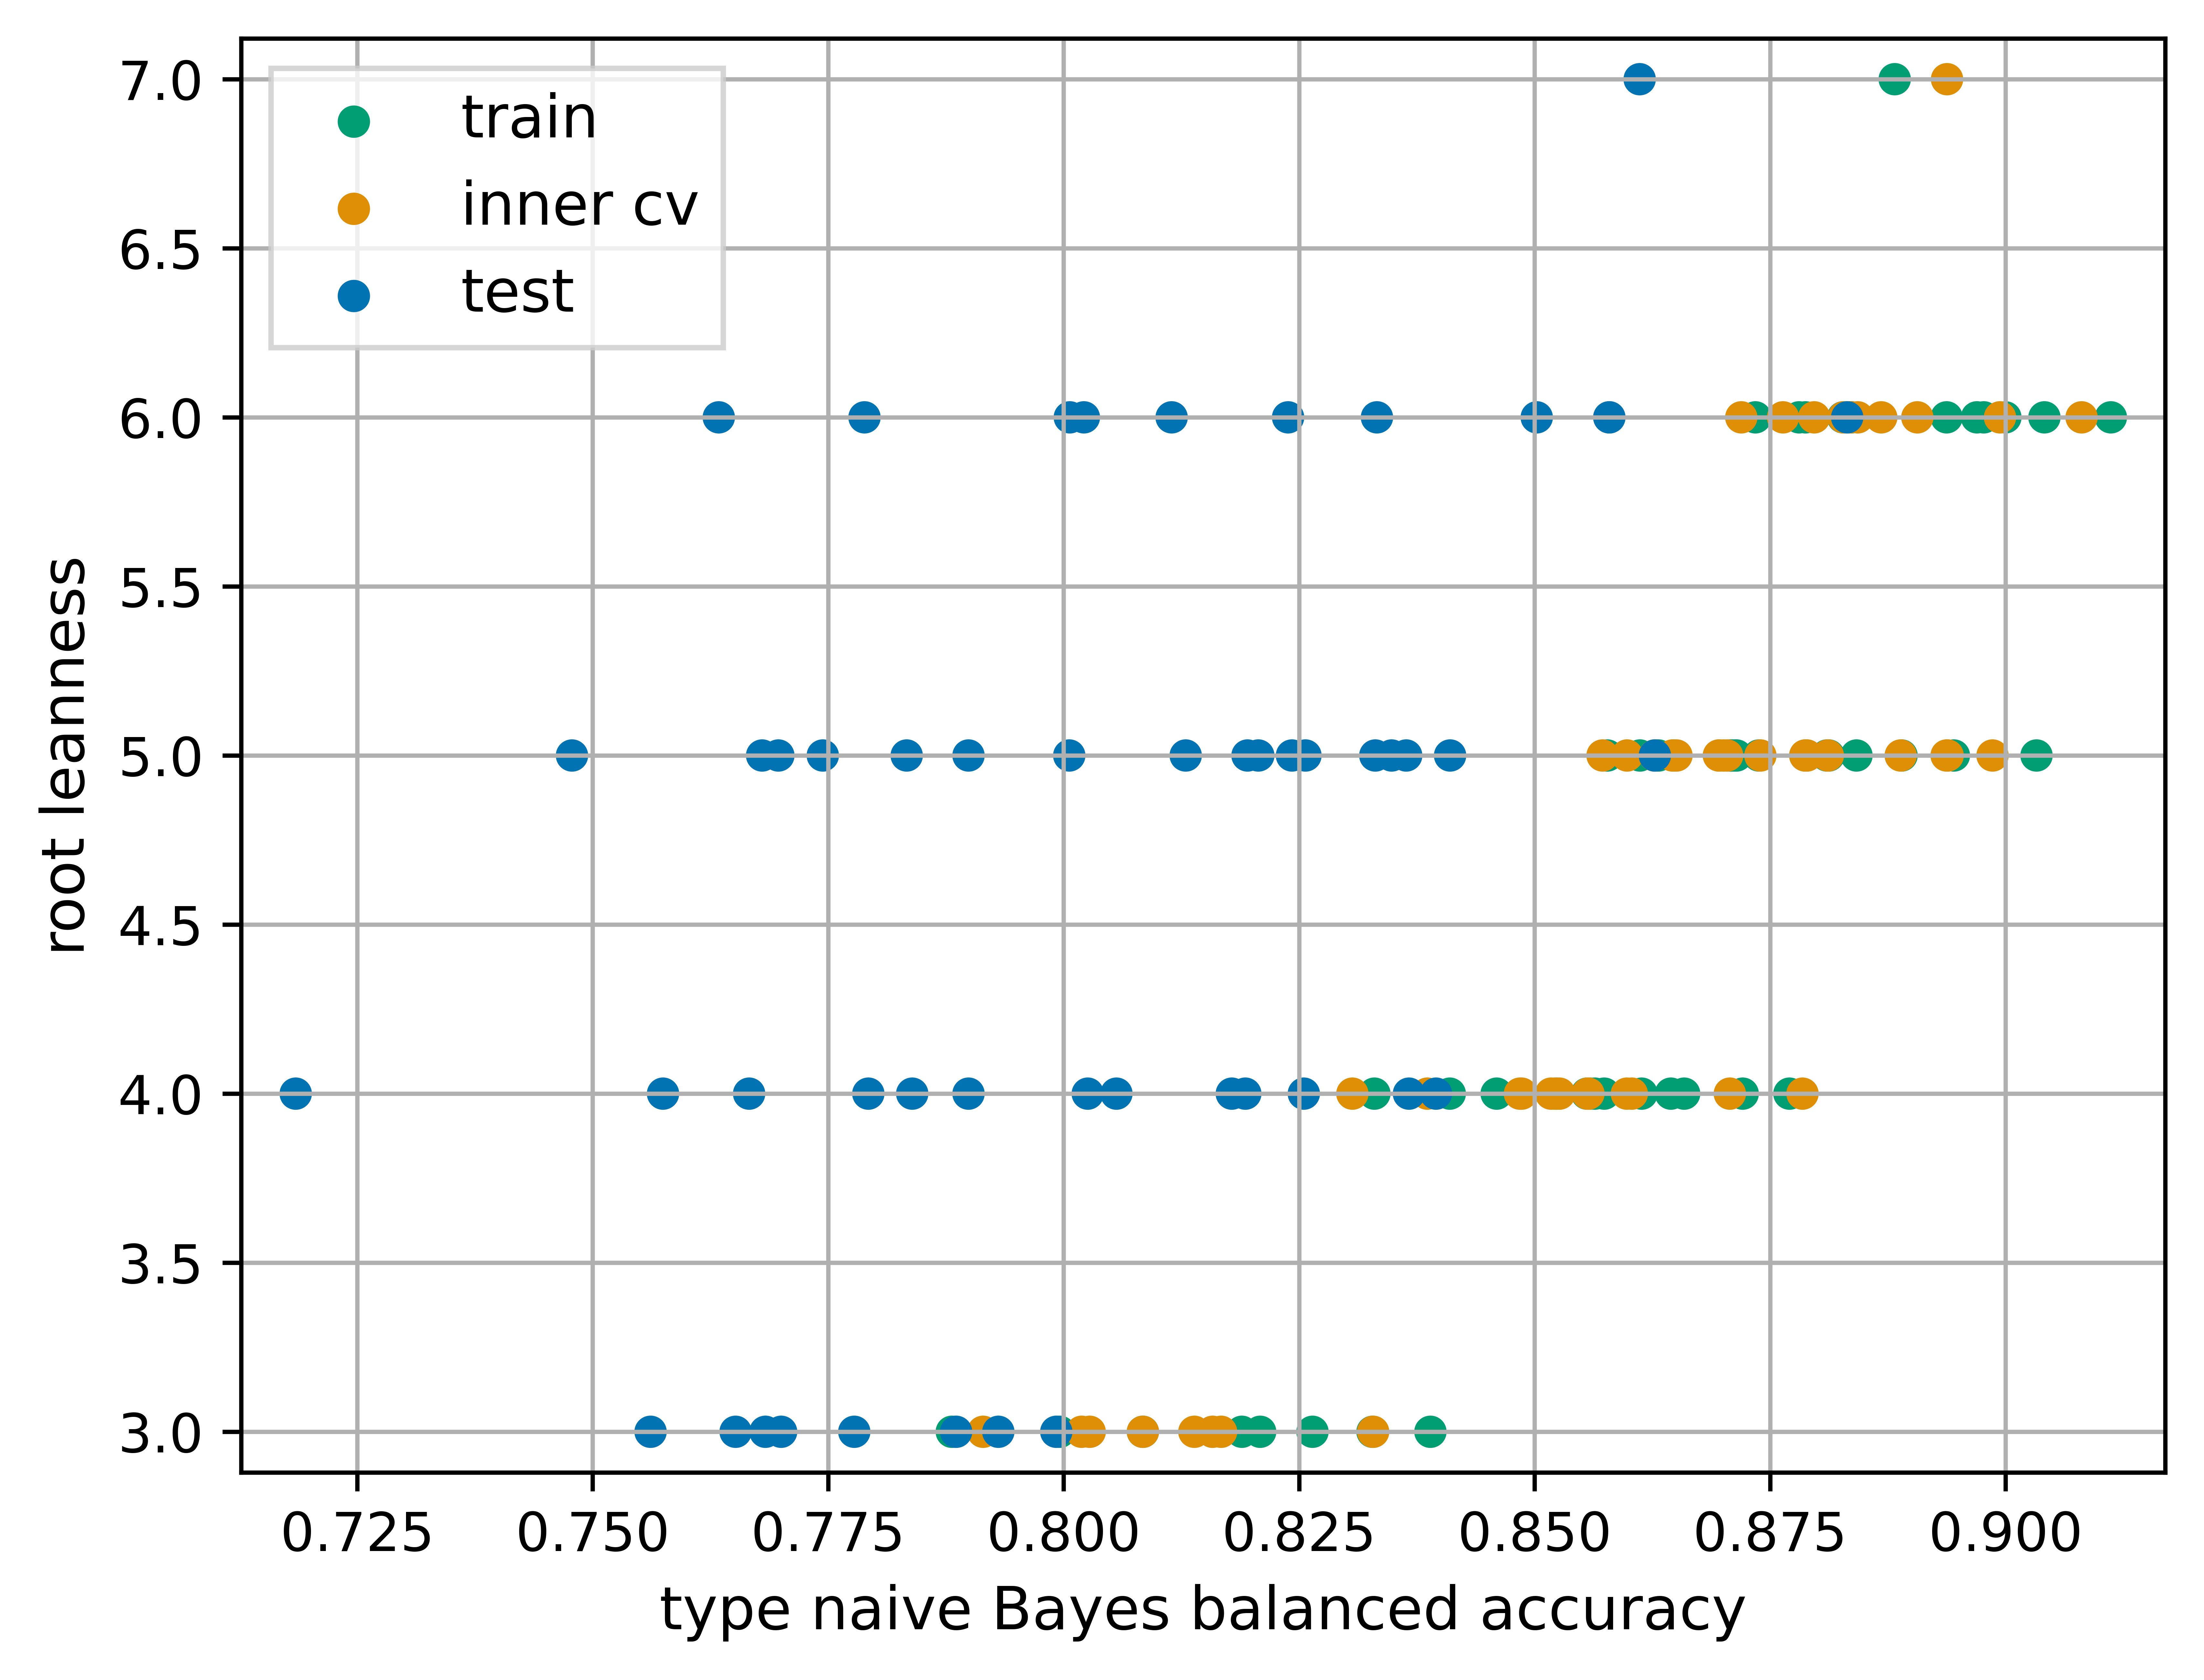 train
inner cv
test
7.0
6.5
6.0
5.5
5.0
4.5
4.0
3.5
3.0
root leanness
0.725 0.750 0.775 0.800 0.825 0.850 0.875 0.900
type naive Bayes balanced accuracy